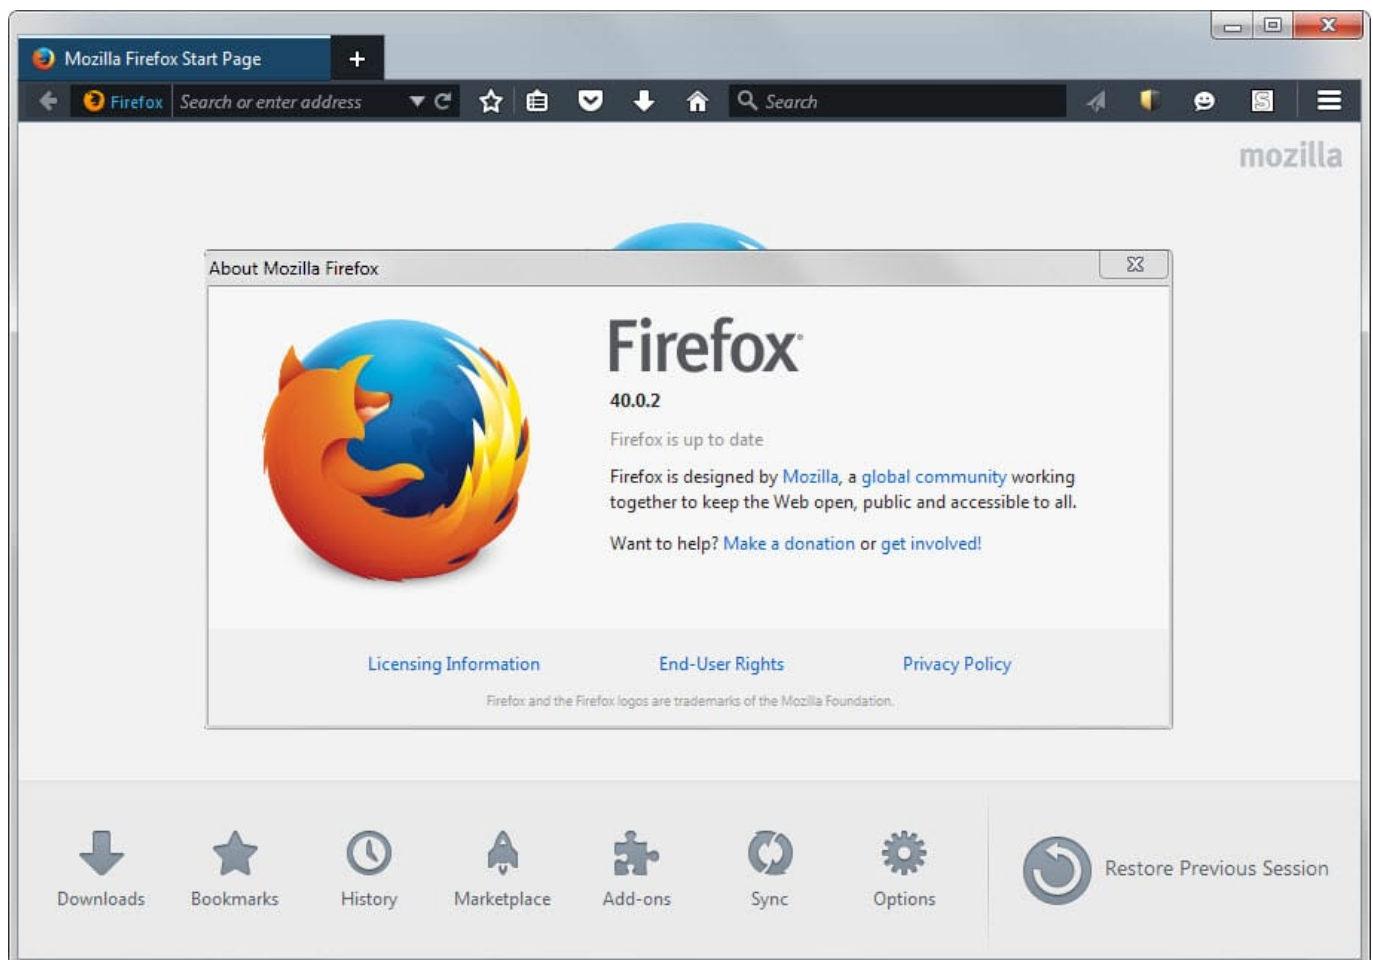 Mozilla Firefox Start Page
Firefox Search or enter address Search
mozilla
About Mozilla Firefox
Firefox
40.0.2
Firefox is up to date
Firefox is designed by Mozilla, a global community working
together to keep the Web open, public and accessible to all.
Want to help? Make a donation or get involved!
Licensing Information End-User Rights Privacy Policy
Firefox and the Firefox logos are trademarks of the Mozilla Foundation.
Downloads Bookmarks History Marketplace Add-ons Sync Options Restore Previous Session